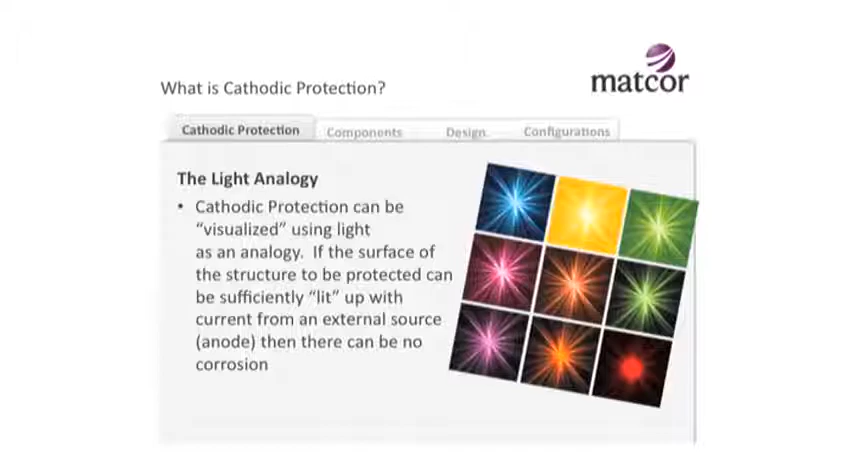 matcor
What is Cathodic Protection?
Cathodic Protection Components Design Configurations
The Light Analogy
• Cathodic Protection can be
“visualized” using light
as an analogy. If the surface of
the structure to be protected can
be sufficiently “lit” up with
current from an external source
(anode) then there can be no
corrosion